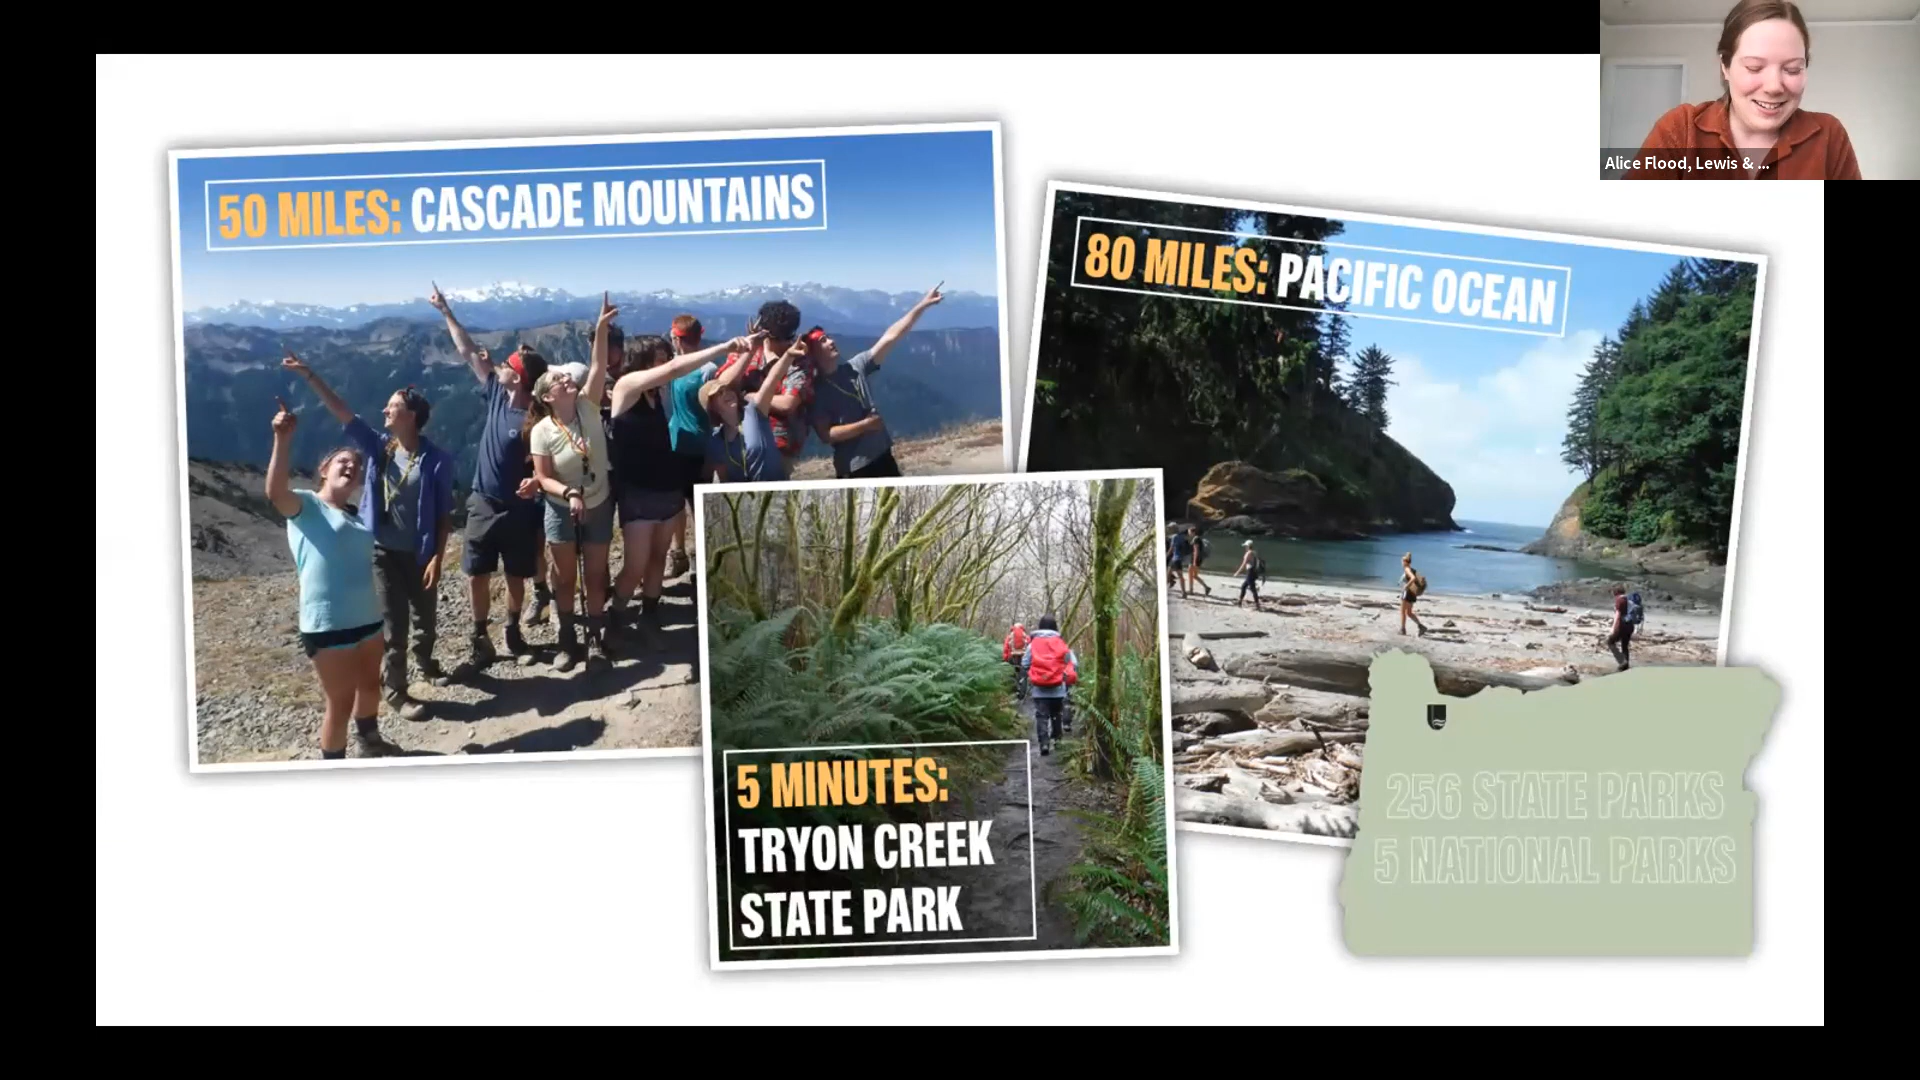 Alice Flood, Lewis & ...
50 MILES: CASCADE MOUNTAINS
80 MILES: PACIFIC OCEAN
5 MINUTES:
TRYON CREEK
STATE PARK
256 STATE PARKS
5 NATIONAL PARKS